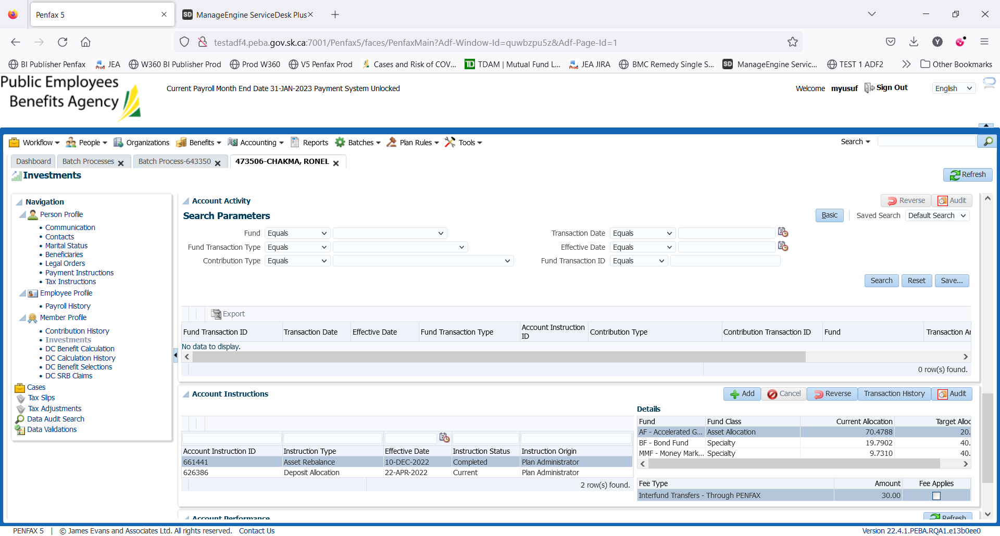 Penfax 5
SD ManageEngine ServiceDesk Plus
testadf4.peba.gov.sk.ca:7001/Penfax5/faces/PenfaxMain?Adf-Window-Id=quwbzpu5z&Adf-Page-Id=1
Y
BI Publisher Penfax
Prod JEA
W360 BI Publisher Prod
Prod W360
V5 Penfax Prod
Cases and Risk of COV...
TD TDAM | Mutual Fund L...
Prod JEA JIRA
BMC Remedy Single S...
SD ManageEngine Servic...
TEST 1 ADF2
Other Bookmarks
Public Employees
Benefits Agency
Current Payroll Month End Date 31-JAN-2023 Payment System Unlocked
Welcome myusuf Sign Out English
Workflow People Organizations Benefits Accounting Reports Batches Plan Rules Tools Search
Dashboard Batch Processes Batch Process-643350 473506-CHAKMA, RONEL
Investments Refresh
Navigation
Person Profile
Communication
Contacts
Marital Status
Beneficiaries
Legal Orders
Payment Instructions
Tax Instructions
Employee Profile
Payroll History
Member Profile
Contribution History
Investments
DC Benefit Calculation
DC Calculation History
DC Benefit Selections
DC SRB Claims
Cases
Tax Slips
Tax Adjustments
Data Audit Search
Data Validations
Account Activity Reverse Audit
Search Parameters Basic Saved Search Default Search
Fund Equals Transaction Date Equals
Fund Transaction Type Equals Effective Date Equals
Contribution Type Equals Fund Transaction ID Equals
Search Reset Save...
Export
Fund Transaction ID Transaction Date Effective Date Fund Transaction Type Account Instruction ID Contribution Type Contribution Transaction ID Fund Transaction Ar
No data to display.
0 row(s) found.
Account Instructions Add Cancel Reverse Transaction History Audit
Account Instruction ID Instruction Type Effective Date Instruction Status Instruction Origin
661441 Asset Rebalance 10-DEC-2022 Completed Plan Administrator
626386 Deposit Allocation 22-APR-2022 Current Plan Administrator
2 row(s) found.
Details
Fund Fund Class Current Allocation Target Alloc
AF - Accelerated G... Asset Allocation 70.4788 20.
BF - Bond Fund Specialty 19.7902 40.
MMF - Money Mark... Specialty 9.7310 40.
Fee Type Amount Fee Applies
Interfund Transfers - Through PENFAX 30.00
Account Performance Refresh
PENFAX 5 | © James Evans and Associates Ltd. All rights reserved. Contact Us Version 22.4.1.PEBA.RQA1.e13b0ee0